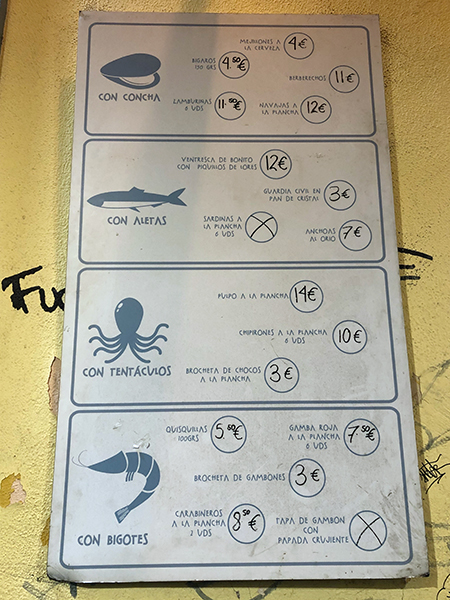 MEJILLONES A
LA CERVEZA
4€
BIGAROS
150 GRS
4.50€
BERBERECHOS
11€
CON CONCHA
ZAMBURIÑAS
6 UDS
11.50€
NAVAJAS A
LA PLANCHA
12€
VENTRESCA DE BONITO
CON PIQUILLOS DE LORES
12€
GUARDIA CIVIL EN
PAN DE CRISTAL
3€
CON ALETAS
SARDINAS A
LA PLANCHA
6 UDS
X
ANCHOAS
AL ORIO
7€
PULPO A LA PLANCHA
14€
CHIPIRONES A LA PLANCHA
6 UDS
10€
CON TENTÁCULOS
BROCHETA DE CHOCOS
A LA PLANCHA
3€
QUISQUILLAS
100GRS
5.50€
GAMBA ROJA
A LA PLANCHA
6 UDS
7.50€
BROCHETA DE GAMBONES
3€
CON BIGOTES
CARABINEROS
A LA PLANCHA
2 UDS
8.50€
TAPA DE GAMBON
CON
PAPADA CRUJIENTE
X